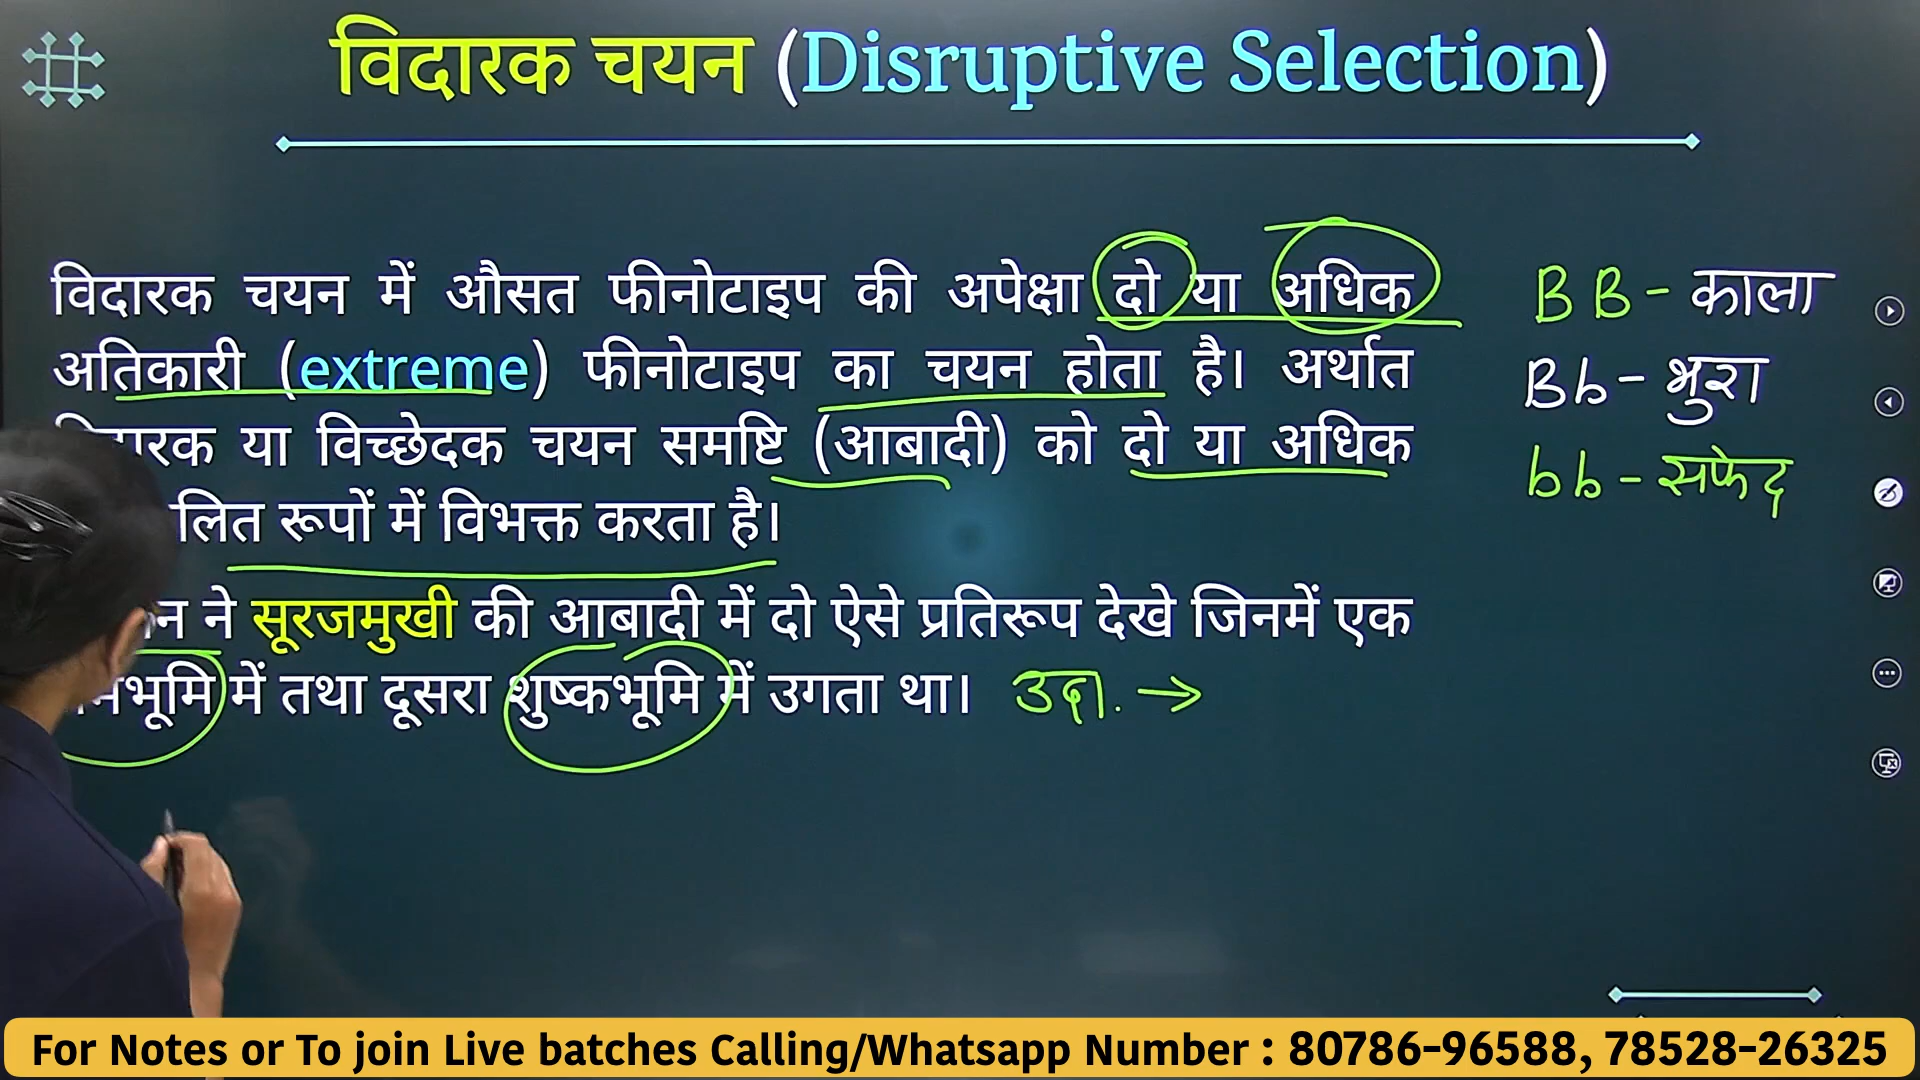 विदारक चयन (Disruptive Selection)
विदारक चयन में औसत फीनोटाइप की अपेक्षा दो या अधिक
अतिकारी (extreme) फीनोटाइप का चयन होता है। अर्थात
या विच्छेदक चयन समष्टि (आबादी) को दो या अधिक
रूपों में विभक्त करता है।
ने सूरजमुखी की आबादी में दो ऐसे प्रतिरूप देखे जिनमें एक
में तथा दूसरा शुष्कभूमि में उगता था। उदा. →
BB - काला
Bb - भुरा
bb - सफेद
For Notes or To join Live batches Calling/Whatsapp Number : 80786-96588, 78528-26325